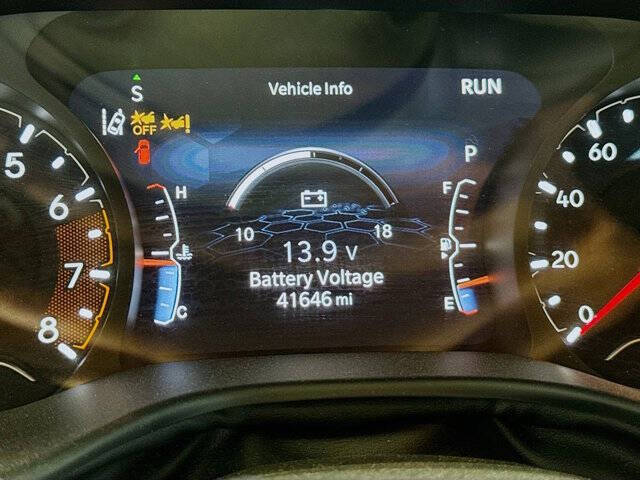 S
Vehicle Info
RUN
OFF
!
P
H
F
10
18
13.9 V
Battery Voltage
41646 mi
C
E
5
6
7
8
60
40
20
0